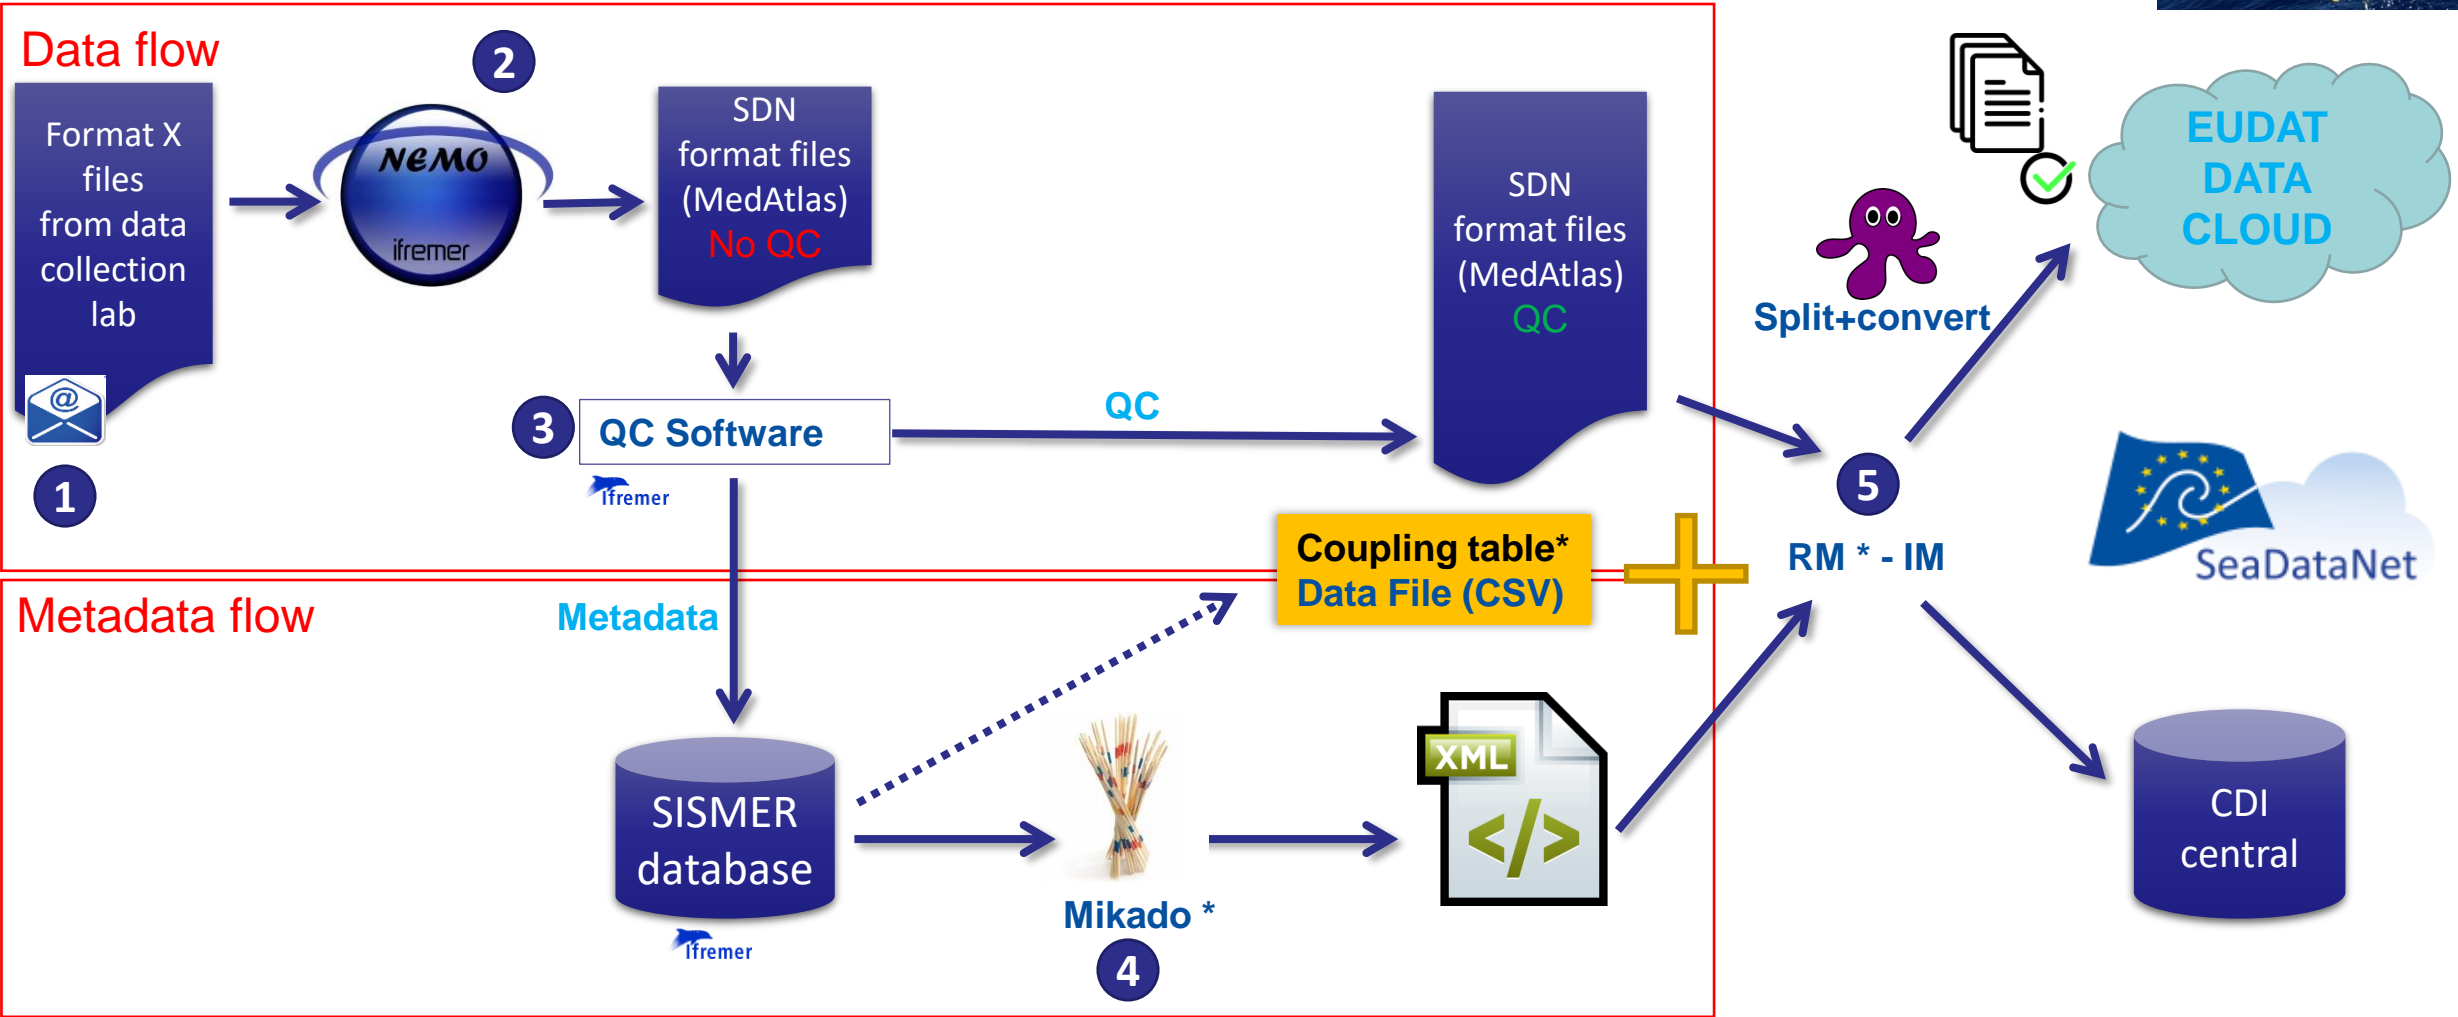 Data flow
Format X
files
from data
collection
lab
@
1
2
NEMO
ifremer
SDN
format files
(MedAtlas)
No QC
3
QC Software
Ifremer
QC
SDN
format files
(MedAtlas)
QC
Coupling table*
Data File (CSV)
Split+convert
EUDAT
DATA
CLOUD
5
RM * - IM
SeaDataNet
Metadata flow
Metadata
SISMER
database
Ifremer
Mikado *
4
XML
</>
CDI
central